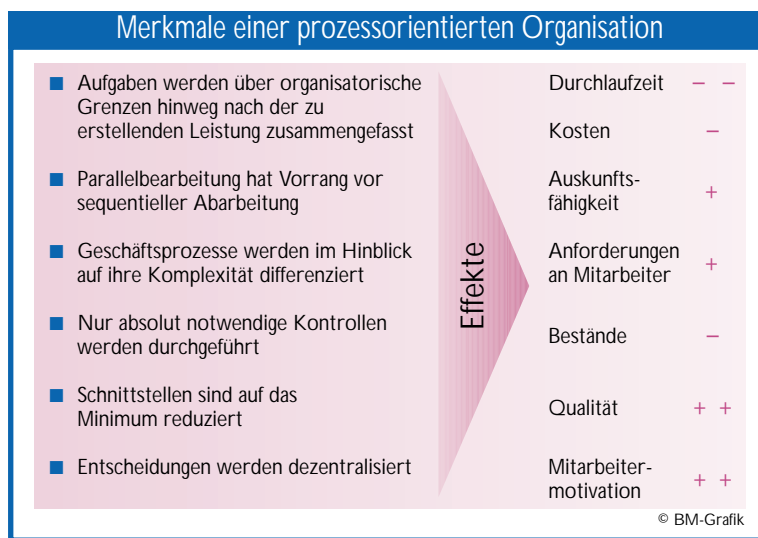 Merkmale einer prozessorientierten Organisation
■ Aufgaben werden über organisatorische
Grenzen hinweg nach der zu
erstellenden Leistung zusammengefasst
■ Parallelbearbeitung hat Vorrang vor
sequentieller Abarbeitung
■ Geschäftsprozesse werden im Hinblick
auf ihre Komplexität differenziert
■ Nur absolut notwendige Kontrollen
werden durchgeführt
■ Schnittstellen sind auf das
Minimum reduziert
■ Entscheidungen werden dezentralisiert
Effekte
Durchlaufzeit – –
Kosten –
Auskunfts-
fähigkeit +
Anforderungen
an Mitarbeiter +
Bestände –
Qualität + +
Mitarbeiter-
motivation + +
© BM-Grafik